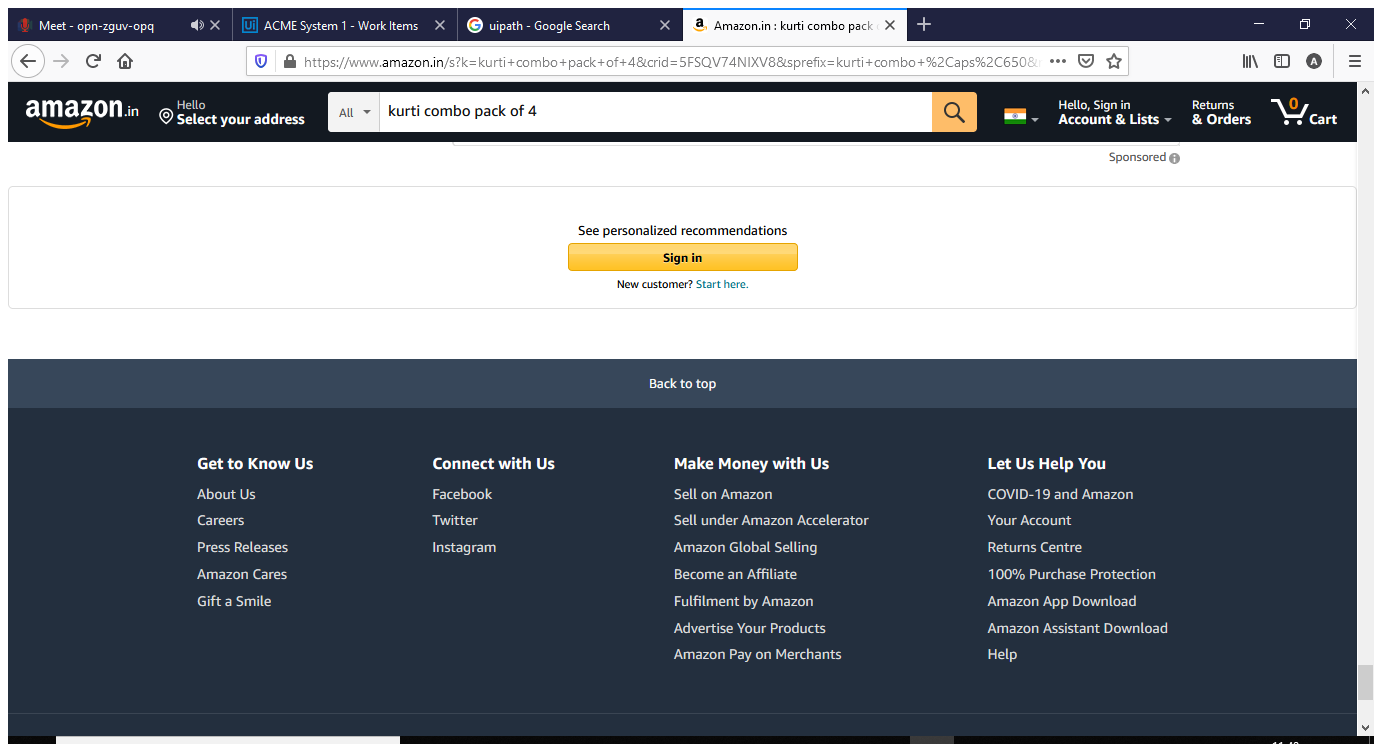 Meet - opn-zguv-opq
ACME System 1 - Work Items
uipath - Google Search
Amazon.in : kurti combo pack
https://www.amazon.in/s?k=kurti+combo+pack+of+4&crid=5FSQV74NIXV8&sprefix=kurti+combo+%2Caps%2C650&
A
amazon.in
Hello
Select your address
All
kurti combo pack of 4
Hello, Sign in
Account & Lists
Returns
& Orders
0
Cart
Sponsored
See personalized recommendations
Sign in
New customer? Start here.
Back to top
Get to Know Us
About Us
Careers
Press Releases
Amazon Cares
Gift a Smile
Connect with Us
Facebook
Twitter
Instagram
Make Money with Us
Sell on Amazon
Sell under Amazon Accelerator
Amazon Global Selling
Become an Affiliate
Fulfilment by Amazon
Advertise Your Products
Amazon Pay on Merchants
Let Us Help You
COVID-19 and Amazon
Your Account
Returns Centre
100% Purchase Protection
Amazon App Download
Amazon Assistant Download
Help